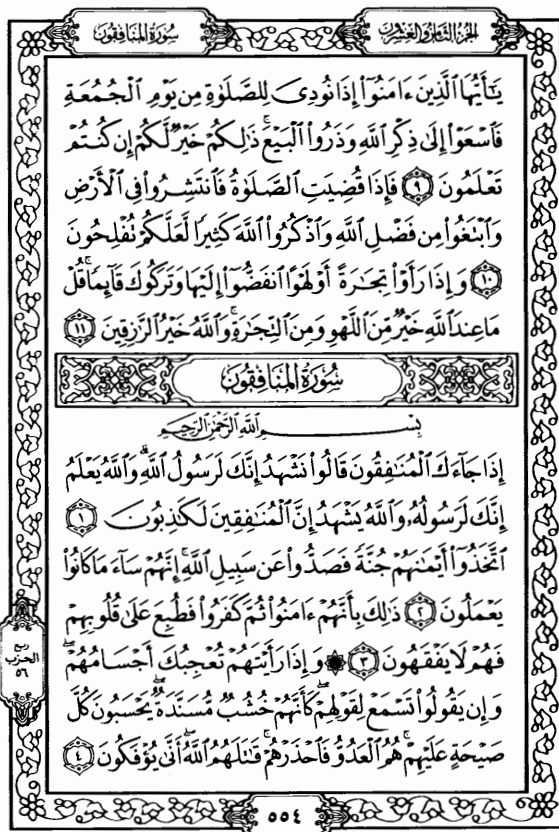 الجزء الثامن والعشرون
سُورَةُ المُنَافِقُونَ
يَٰٓأَيُّهَا ٱلَّذِينَ ءَامَنُوٓا۟ إِذَا نُودِىَ لِلصَّلَوٰةِ مِن يَوْمِ ٱلْجُمُعَةِ
فَٱسْعَوْا۟ إِلَىٰ ذِكْرِ ٱللَّهِ وَذَرُوا۟ ٱلْبَيْعَ ۚ ذَٰلِكُمْ خَيْرٌ لَّكُمْ إِن كُنتُمْ
تَعْلَمُونَ ٩ فَإِذَا قُضِيَتِ ٱلصَّلَوٰةُ فَٱنتَشِرُوا۟ فِى ٱلْأَرْضِ
وَٱبْتَغُوا۟ مِن فَضْلِ ٱللَّهِ وَٱذْكُرُوا۟ ٱللَّهَ كَثِيرًا لَّعَلَّكُمْ تُفْلِحُونَ
١٠ وَإِذَا رَأَوْا۟ تِجَٰرَةً أَوْ لَهْوًا ٱنفَضُّوٓا۟ إِلَيْهَا وَتَرَكُوكَ قَآئِمًا ۚ قُلْ
مَا عِندَ ٱللَّهِ خَيْرٌ مِّنَ ٱللَّهْوِ وَمِنَ ٱلتِّجَٰرَةِ ۚ وَٱللَّهُ خَيْرُ ٱلرَّٰزِقِينَ ١١
سُورَةُ المُنَافِقُونَ
بِسْمِ ٱللَّهِ ٱلرَّحْمَٰنِ ٱلرَّحِيمِ
إِذَا جَآءَكَ ٱلْمُنَٰفِقُونَ قَالُوا۟ نَشْهَدُ إِنَّكَ لَرَسُولُ ٱللَّهِ ۗ وَٱللَّهُ يَعْلَمُ
إِنَّكَ لَرَسُولُهُۥ وَٱللَّهُ يَشْهَدُ إِنَّ ٱلْمُنَٰفِقِينَ لَكَٰذِبُونَ ١
ٱتَّخَذُوٓا۟ أَيْمَٰنَهُمْ جُنَّةً فَصَدُّوا۟ عَن سَبِيلِ ٱللَّهِ ۚ إِنَّهُمْ سَآءَ مَا كَانُوا۟
يَعْمَلُونَ ٢ ذَٰلِكَ بِأَنَّهُمْ ءَامَنُوا۟ ثُمَّ كَفَرُوا۟ فَطُبِعَ عَلَىٰ قُلُوبِهِمْ
فَهُمْ لَا يَفْقَهُونَ ٣ ۞ وَإِذَا رَأَيْتَهُمْ تُعْجِبُكَ أَجْسَامُهُمْ ۖ
وَإِن يَقُولُوا۟ تَسْمَعْ لِقَوْلِهِمْ ۖ كَأَنَّهُمْ خُشُبٌ مُّسَنَّدَةٌ ۖ يَحْسَبُونَ كُلَّ
صَيْحَةٍ عَلَيْهِمْ ۚ هُمُ ٱلْعَدُوُّ فَٱحْذَرْهُمْ ۚ قَٰتَلَهُمُ ٱللَّهُ ۖ أَنَّىٰ يُؤْفَكُونَ ٤
ربع
الحزب
٥٦
٥٥٤